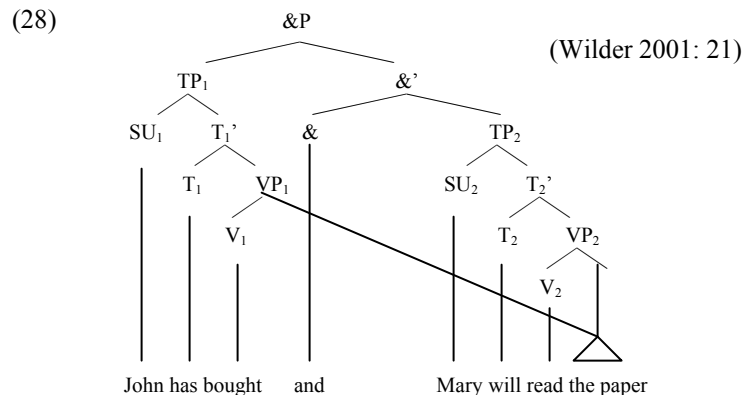 (28)
&P
(Wilder 2001: 21)
TP₁ &’
SU₁ T₁’ & TP₂
T₁ VP₁ SU₂ T₂’
V₁ T₂ VP₂
V₂
John has bought and Mary will read the paper